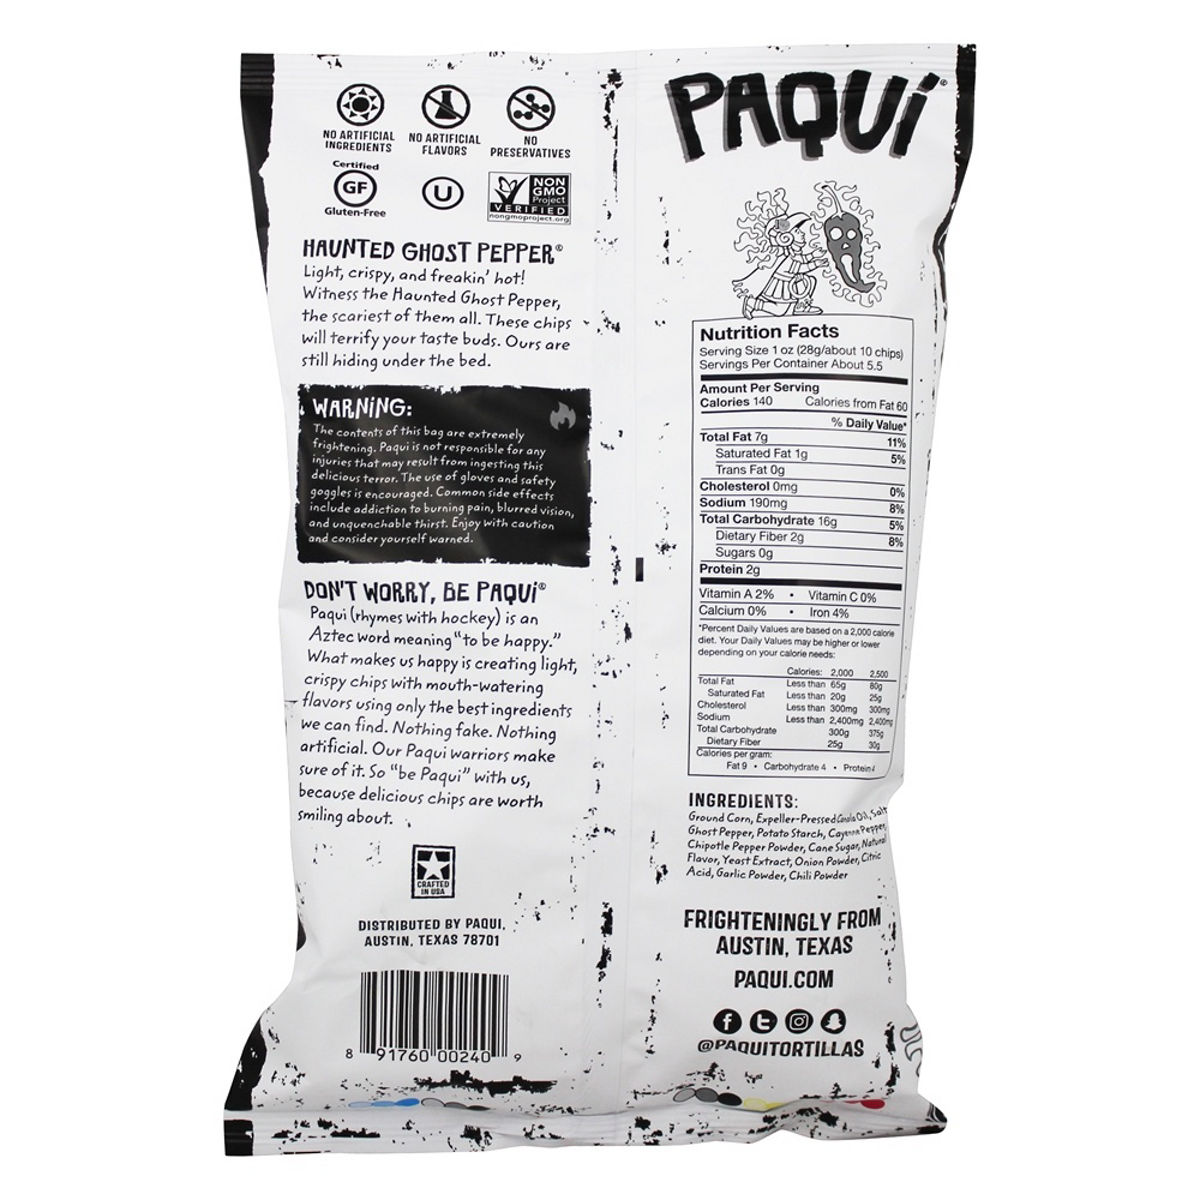 NO ARTIFICIAL
INGREDIENTS
NO ARTIFICIAL
FLAVORS
NO
PRESERVATIVES
Certified
GF
Gluten-Free
U
NON
GMO
Project
VERIFIED
nongmoproject.org
HAUNTED GHOST PEPPER®
Light, crispy, and freakin' hot!
Witness the Haunted Ghost Pepper,
the scariest of them all. These chips
will terrify your taste buds. Ours are
still hiding under the bed.
WARNING:
The contents of this bag are extremely
frightening. Paqui is not responsible for any
injuries that may result from ingesting this
delicious terror. The use of gloves and safety
goggles is encouraged. Common side effects
include addiction to burning pain, blurred vision,
and unquenchable thirst. Enjoy with caution
and consider yourself warned.
DON'T WORRY, BE PAQUí®
Paqui (rhymes with hockey) is an
Aztec word meaning "to be happy."
What makes us happy is creating light,
crispy chips with mouth-watering
flavors using only the best ingredients
we can find. Nothing fake. Nothing
artificial. Our Paqui warriors make
sure of it. So "be Paqui" with us,
because delicious chips are worth
smiling about.
CRAFTED
IN USA
DISTRIBUTED BY PAQUI,
AUSTIN, TEXAS 78701
8 91760 00240 9
PAQUí®
Nutrition Facts
Serving Size 1 oz (28g/about 10 chips)
Servings Per Container About 5.5
Amount Per Serving
Calories 140 Calories from Fat 60
% Daily Value*
Total Fat 7g 11%
Saturated Fat 1g 5%
Trans Fat 0g
Cholesterol 0mg 0%
Sodium 190mg 8%
Total Carbohydrate 16g 5%
Dietary Fiber 2g 8%
Sugars 0g
Protein 2g
Vitamin A 2% • Vitamin C 0%
Calcium 0% • Iron 4%
*Percent Daily Values are based on a 2,000 calorie
diet. Your Daily Values may be higher or lower
depending on your calorie needs:
Calories: 2,000 2,500
Total Fat Less than 65g 80g
Saturated Fat Less than 20g 25g
Cholesterol Less than 300mg 300mg
Sodium Less than 2,400mg 2,400mg
Total Carbohydrate 300g 375g
Dietary Fiber 25g 30g
Calories per gram:
Fat 9 • Carbohydrate 4 • Protein 4
INGREDIENTS:
Ground Corn, Expeller-Pressed Canola Oil, Salt,
Ghost Pepper, Potato Starch, Cayenne Pepper,
Chipotle Pepper Powder, Cane Sugar, Natural
Flavor, Yeast Extract, Onion Powder, Citric
Acid, Garlic Powder, Chili Powder
FRIGHTENINGLY FROM
AUSTIN, TEXAS
PAQUI.COM
@PAQUITORTILLAS